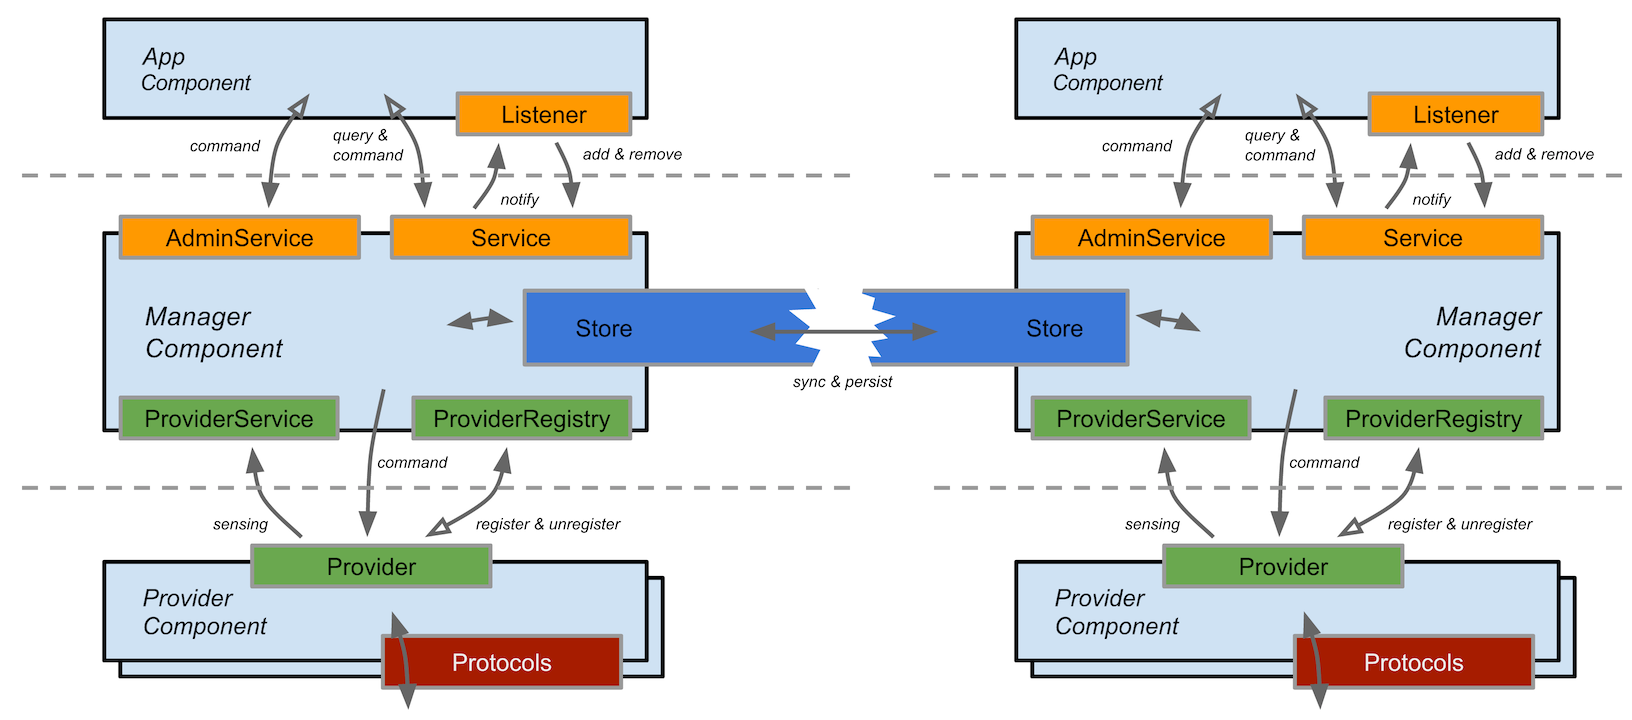 App
Component
Listener
command
query &
command
add & remove
notify
AdminService
Service
Manager
Component
Store
ProviderService
ProviderRegistry
command
sensing
register & unregister
Provider
Provider
Component
Protocols
sync & persist
App
Component
Listener
command
query &
command
add & remove
notify
AdminService
Service
Store
Manager
Component
ProviderService
ProviderRegistry
command
sensing
register & unregister
Provider
Provider
Component
Protocols